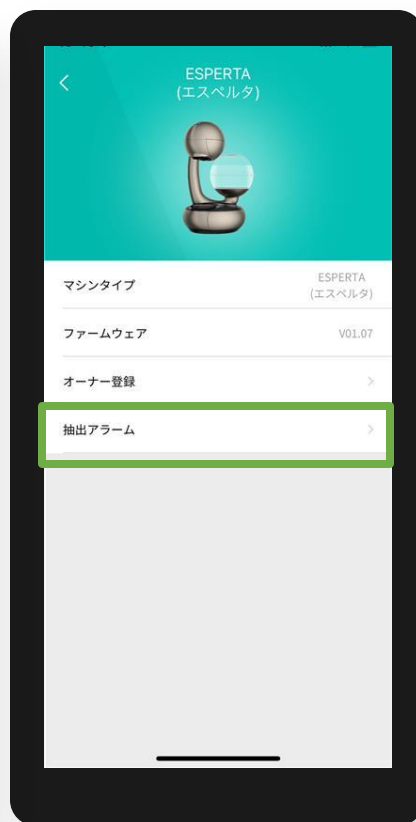 ESPERTA
(エスペルタ)
マシンタイプ
ESPERTA
(エスペルタ)
ファームウェア
V01.07
オーナー登録
抽出アラーム